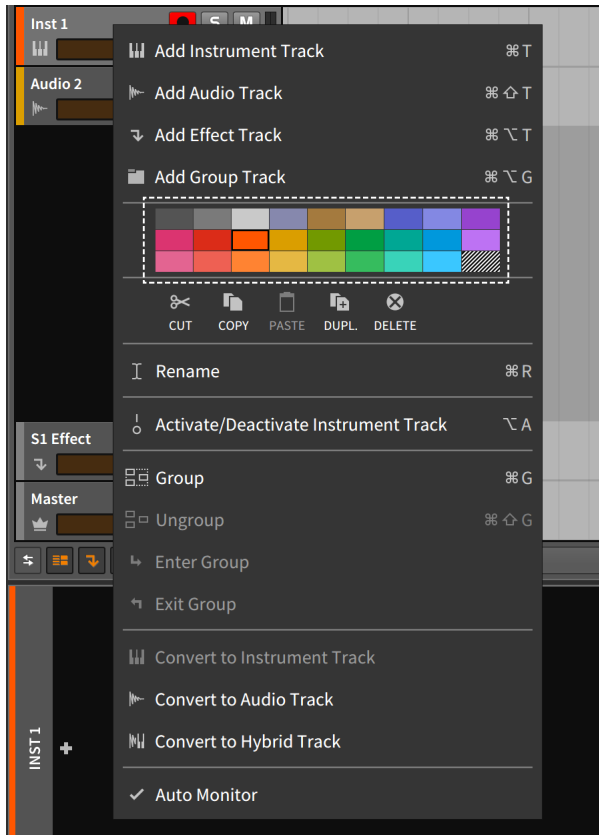 Inst 1
S M
Add Instrument Track ⌘ T
Audio 2
Add Audio Track ⌘ ⇧ T
Add Effect Track ⌘ ⌥ T
Add Group Track ⌘ ⌥ G
CUT COPY PASTE DUPL. DELETE
Rename ⌘ R
Activate/Deactivate Instrument Track ⌥ A
S1 Effect
Group ⌘ G
Master
Ungroup ⌘ ⇧ G
Enter Group
Exit Group
Convert to Instrument Track
Convert to Audio Track
Convert to Hybrid Track
INST 1
Auto Monitor